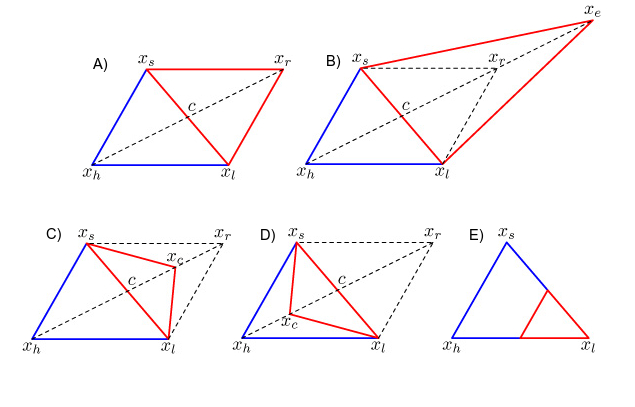 x_e
A) x_s x_r
B) x_s x_r
c
c
x_h x_l
x_h x_l
C) x_s x_r
D) x_s x_r
E) x_s
x_c
c
c
x_c
x_h x_l
x_h x_l
x_h x_l